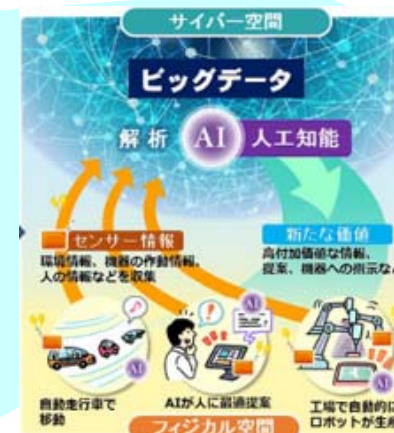 サイバー空間
ビッグデータ
解析 AI 人工知能
センサー情報
環境情報、機器の作動情報、
人の情報などを収集
新たな価値
高付加価値な情報、
提案、機器への指示な
AI
AI
AI
自動走行車で
移動
AIが人に最適提案
工場で自動的に
ロボットが生産
フィジカル空間